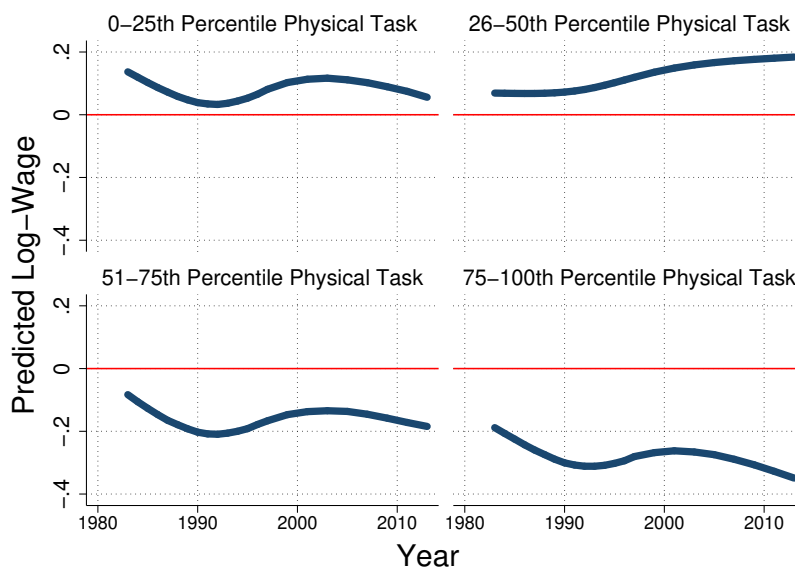 0−25th Percentile Physical Task
26−50th Percentile Physical Task
.2
0
−.2
−.4
51−75th Percentile Physical Task
75−100th Percentile Physical Task
.2
0
−.2
−.4
1980
1990
2000
2010
1980
1990
2000
2010
Predicted Log−Wage
Year